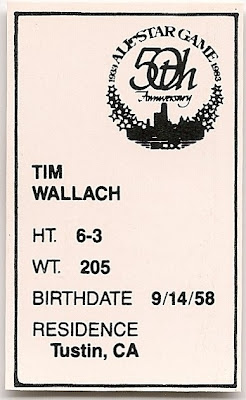 1934 ALL-STAR GAME 1983
50th
Anniversary
TIM
WALLACH
HT. 6-3
WT. 205
BIRTHDATE 9/14/58
RESIDENCE
Tustin, CA